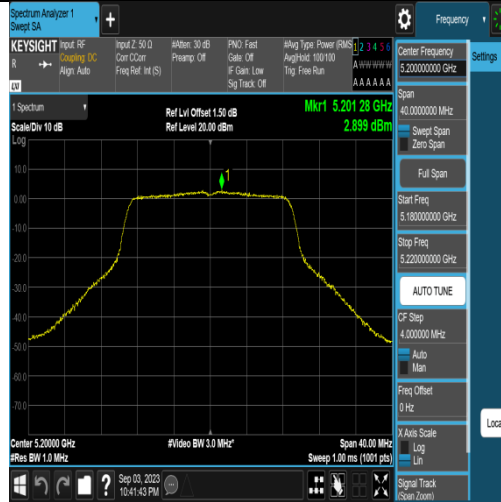 Spectrum Analyzer 1
Swept SA
Frequency
Settings
KEYSIGHT
R
Input: RF
Coupling: DC
Align: Auto
Input Z: 50 Ω
Corr CCorr
Freq Ref: Int (S)
#Atten: 30 dB
Preamp: Off
PNO: Fast
Gate: Off
IF Gain: Low
Sig Track: Off
#Avg Type: Power (RMS
Avg|Hold: 100/100
Trig: Free Run
1 2 3 4 5 6
A W W W W W
A A A A A A
LXI
1 Spectrum
Scale/Div 10 dB
Log
Ref Lvl Offset 1.50 dB
Ref Level 20.00 dBm
Mkr1 5.201 28 GHz
2.899 dBm
1
10.0
0.00
-10.0
-20.0
-30.0
-40.0
-50.0
-60.0
-70.0
Center 5.20000 GHz
#Res BW 1.0 MHz
#Video BW 3.0 MHz*
Span 40.00 MHz
Sweep 1.00 ms (1001 pts)
Center Frequency
5.200000000 GHz
Span
40.0000000 MHz
Swept Span
Zero Span
Full Span
Start Freq
5.180000000 GHz
Stop Freq
5.220000000 GHz
AUTO TUNE
CF Step
4.000000 MHz
Auto
Man
Freq Offset
0 Hz
X Axis Scale
Log
Lin
Signal Track
(Span Zoom)
Loca
Sep 03, 2023
10:41:43 PM